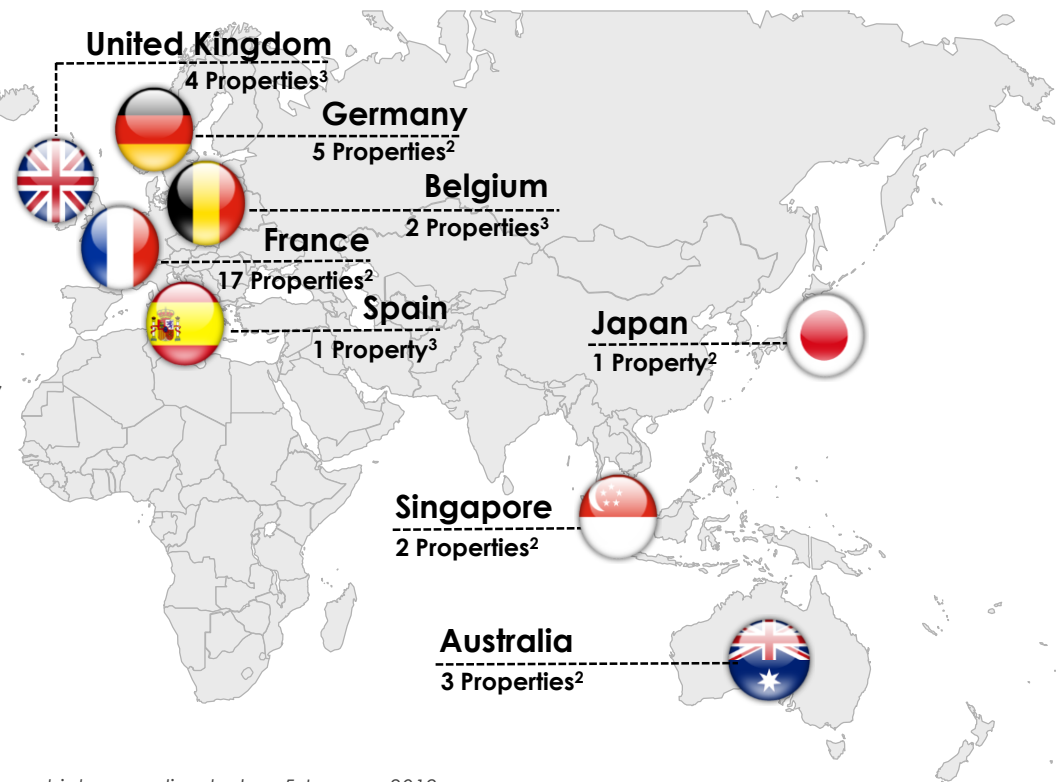 United Kingdom
4 Properties³
Germany
5 Properties²
Belgium
2 Properties³
France
17 Properties²
Spain
1 Property³
Japan
1 Property²
Singapore
2 Properties²
Australia
3 Properties²